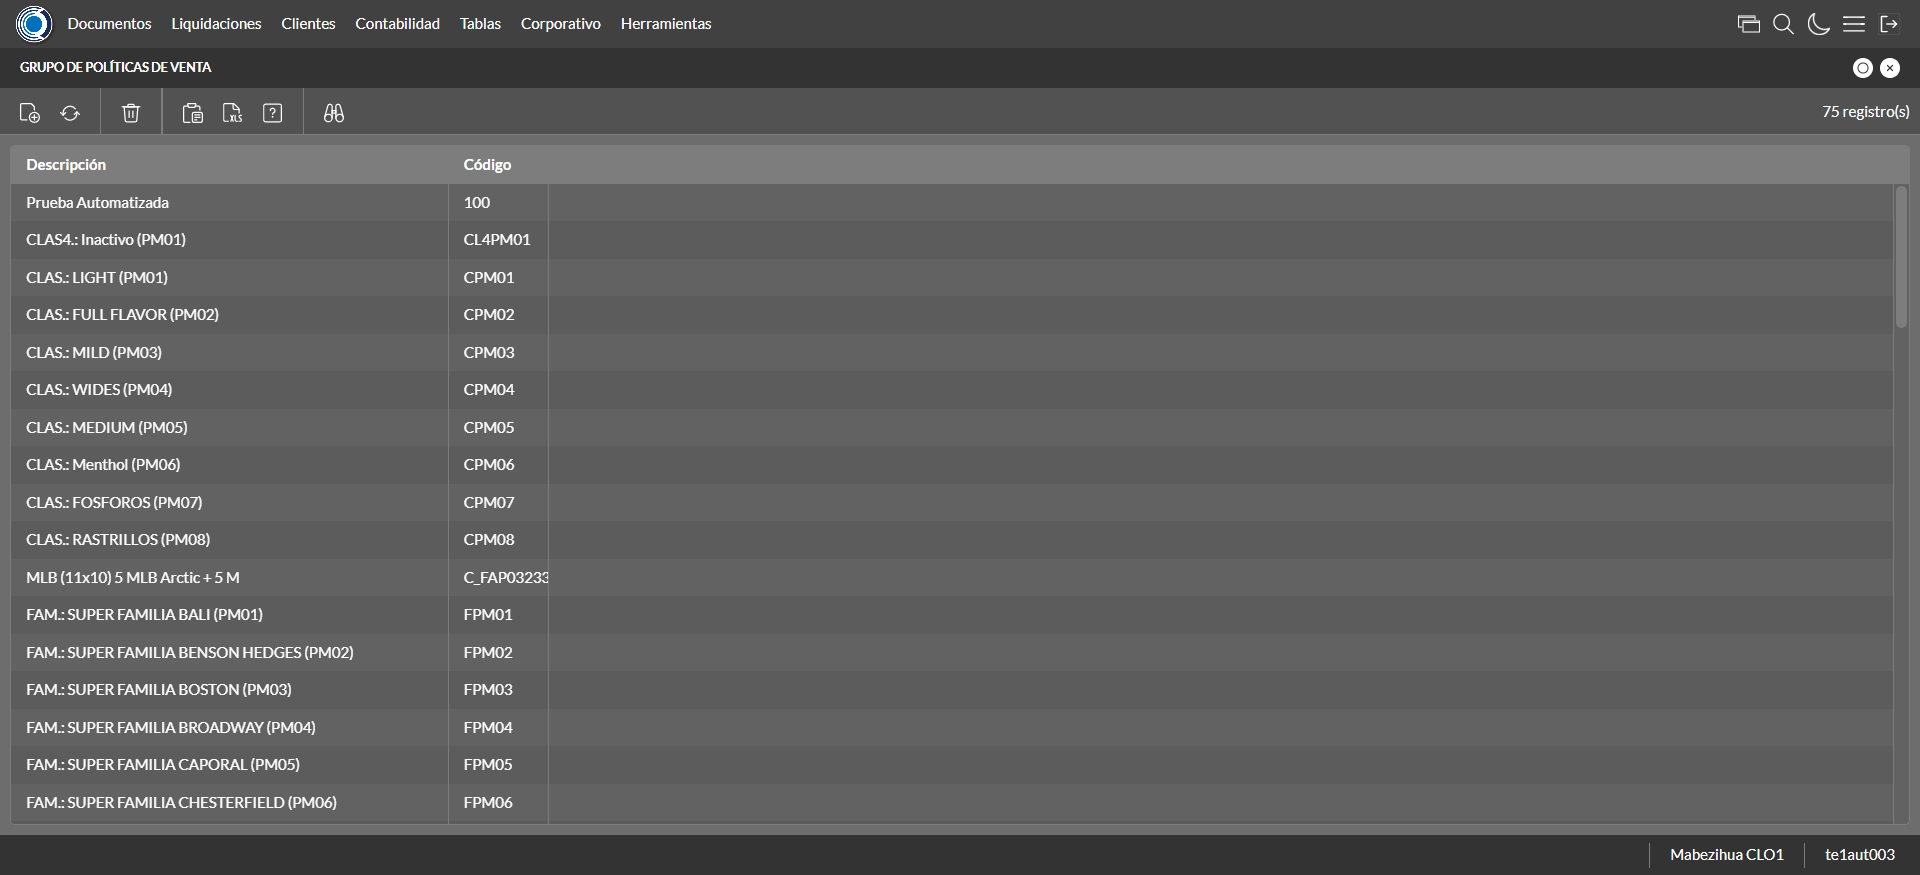 Documentos Liquidaciones Clientes Contabilidad Tablas Corporativo Herramientas
GRUPO DE POLÍTICAS DE VENTA
XLS ? 75 registro(s)
Descripción Código
Prueba Automatizada 100
CLAS4.: Inactivo (PM01) CL4PM01
CLAS.: LIGHT (PM01) CPM01
CLAS.: FULL FLAVOR (PM02) CPM02
CLAS.: MILD (PM03) CPM03
CLAS.: WIDES (PM04) CPM04
CLAS.: MEDIUM (PM05) CPM05
CLAS.: Menthol (PM06) CPM06
CLAS.: FOSFOROS (PM07) CPM07
CLAS.: RASTRILLOS (PM08) CPM08
MLB (11x10) 5 MLB Arctic + 5 M C_FAP03233
FAM.: SUPER FAMILIA BALI (PM01) FPM01
FAM.: SUPER FAMILIA BENSON HEDGES (PM02) FPM02
FAM.: SUPER FAMILIA BOSTON (PM03) FPM03
FAM.: SUPER FAMILIA BROADWAY (PM04) FPM04
FAM.: SUPER FAMILIA CAPORAL (PM05) FPM05
FAM.: SUPER FAMILIA CHESTERFIELD (PM06) FPM06
Mabezihua CLO1 te1aut003